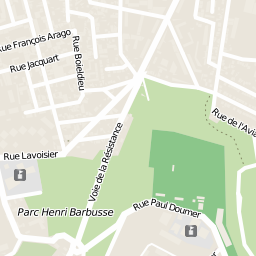 Rue François Arago
Rue Jacquart
Rue Boieldieu
Rue de l'Avia
Voie de la Résistance
Rue Lavoisier
Parc Henri Barbusse
Rue Paul Doumer